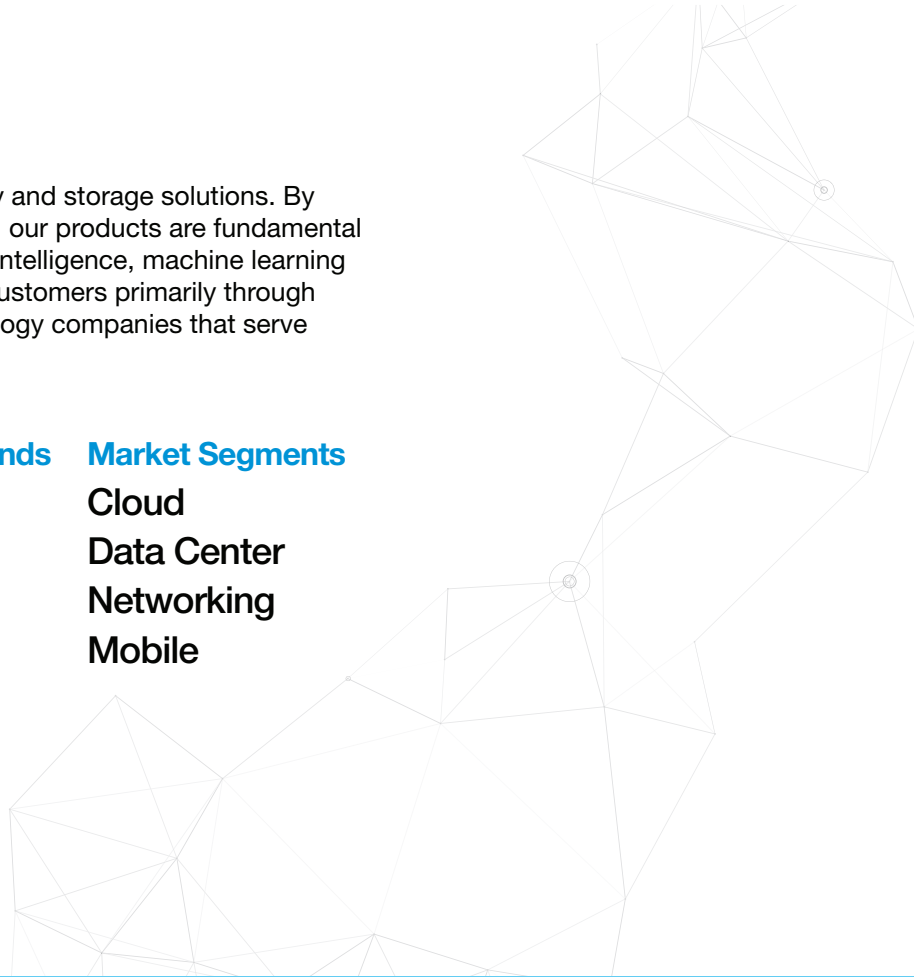 y and storage solutions. By
our products are fundamental
ntelligence, machine learning
ustomers primarily through
ogy companies that serve
nds Market Segments
Cloud
Data Center
Networking
Mobile